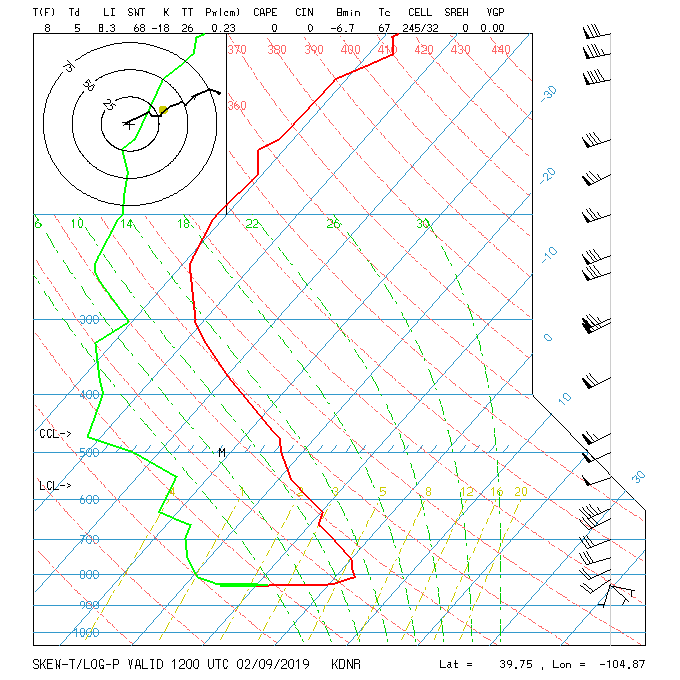 T(F) Td LI SWT K TT Pw(cm) CAPE CIN θmin Tc CELL SREH VGP
8 5 8.3 68 -18 26 0.23 0 0 -6.7 67 245/32 0 0.00
370 380 390 400 410 420 430 440
75
50
25
360
-30
-20
-10
0
10
30
6 10 14 18 22 26 30
300
400
CCL->
500 M
LCL->
600 1 2 3 5 8 12 16 20
700
800
900
1000
SKEW-T/LOG-P VALID 1200 UTC 02/09/2019 KDNR Lat = 39.75 , Lon = -104.87